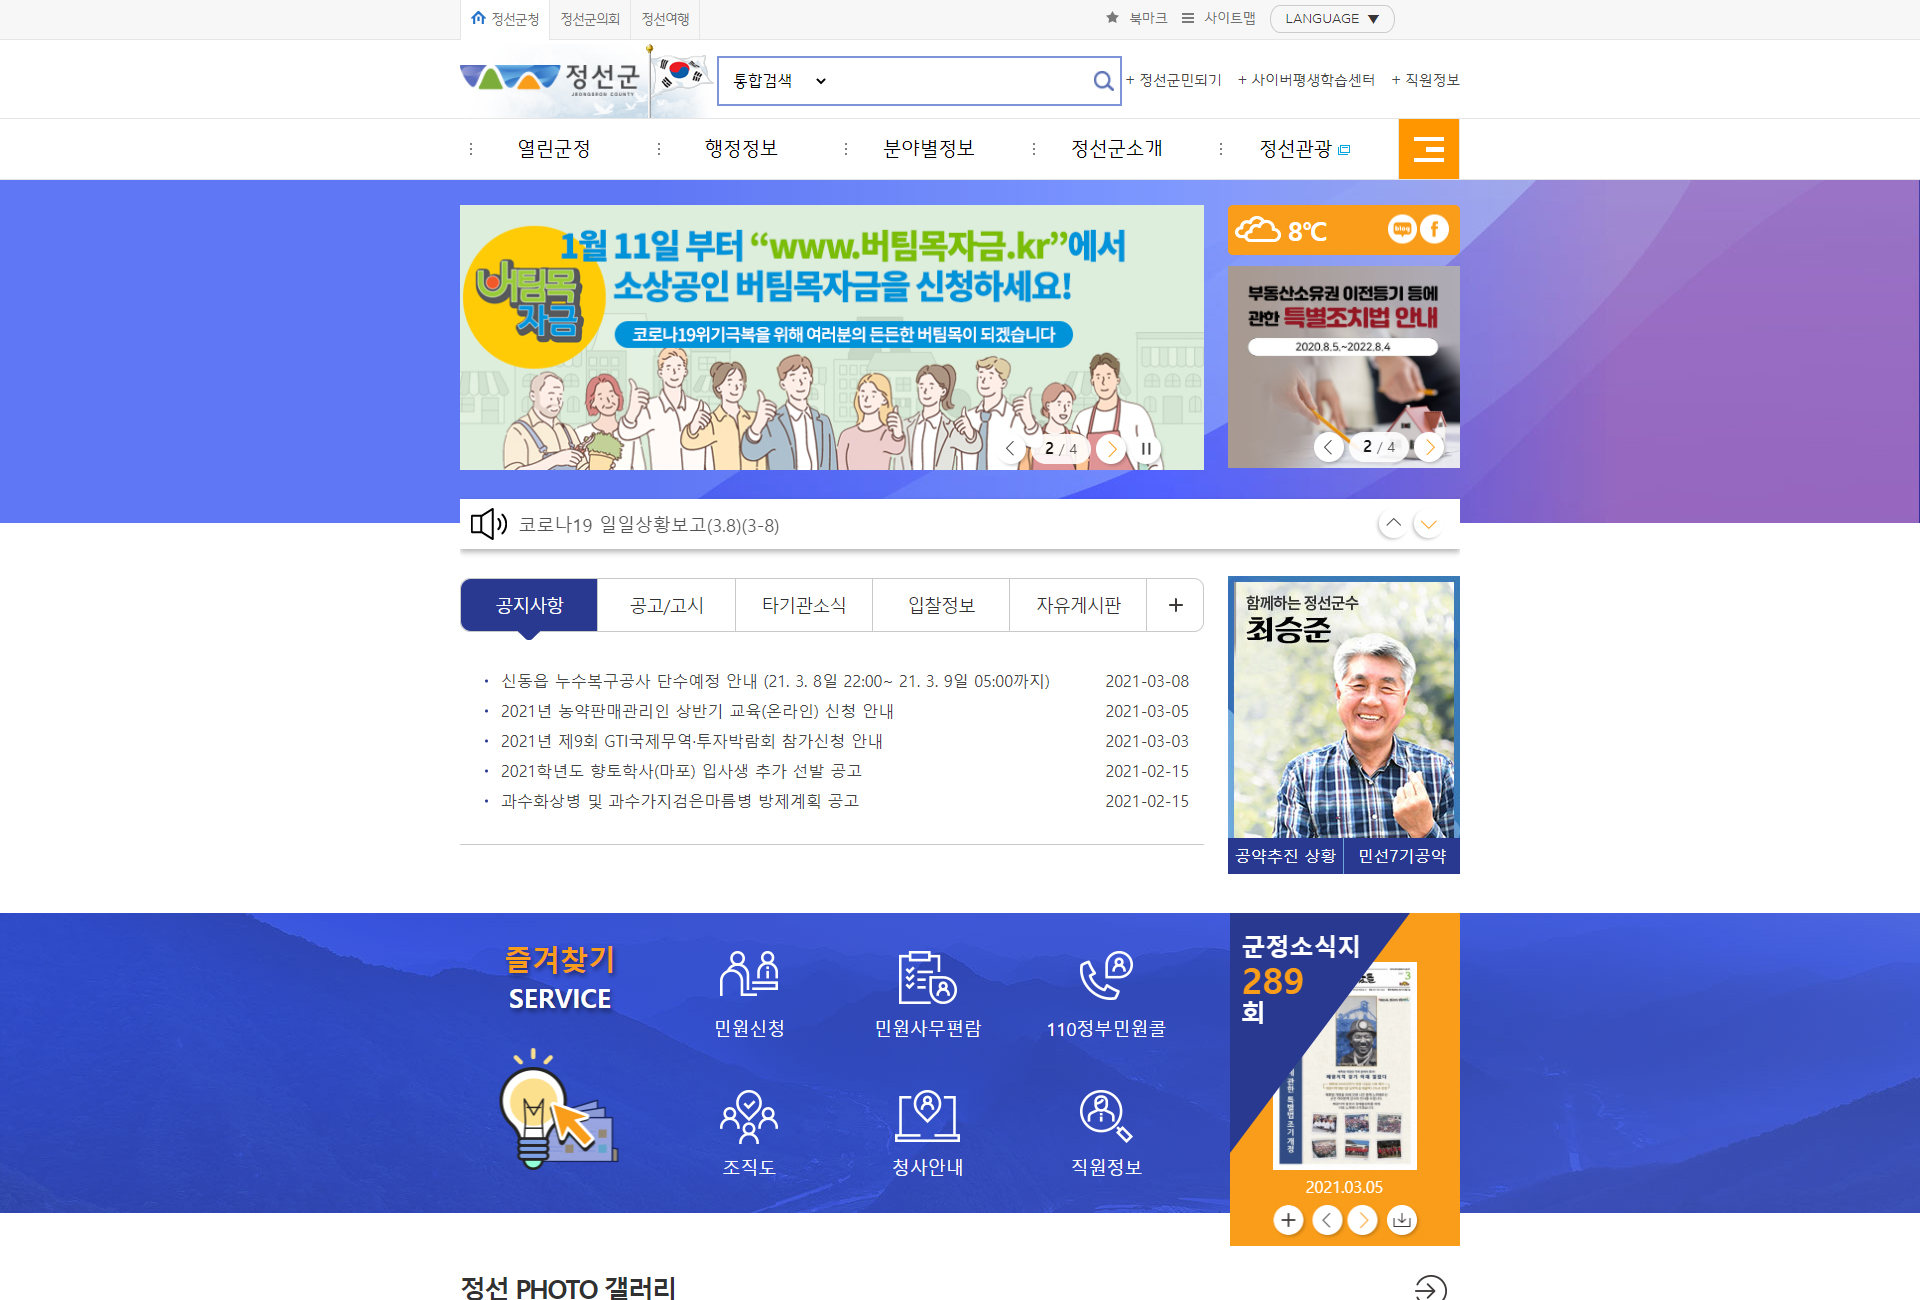 정선군청
정선군의회
정선여행
북마크
사이트맵
LANGUAGE ▼
정선군
JEONGSEON COUNTY
통합검색
+ 정선군민되기
+ 사이버평생학습센터
+ 직원정보
열린군정
행정정보
분야별정보
정선군소개
정선관광
버팀목
자금
1월 11일 부터 “www.버팀목자금.kr”에서
소상공인 버팀목자금을 신청하세요!
코로나19위기극복을 위해 여러분의 든든한 버팀목이 되겠습니다
2 / 4
8℃
blog
f
부동산소유권 이전등기 등에
관한 특별조치법 안내
2020.8.5.~2022.8.4
2 / 4
코로나19 일일상황보고(3.8)(3-8)
공지사항
공고/고시
타기관소식
입찰정보
자유게시판
+
신동읍 누수복구공사 단수예정 안내 (21. 3. 8일 22:00~ 21. 3. 9일 05:00까지) 2021-03-08
2021년 농약판매관리인 상반기 교육(온라인) 신청 안내 2021-03-05
2021년 제9회 GTI국제무역·투자박람회 참가신청 안내 2021-03-03
2021학년도 향토학사(마포) 입사생 추가 선발 공고 2021-02-15
과수화상병 및 과수가지검은마름병 방제계획 공고 2021-02-15
함께하는 정선군수
최승준
공약추진 상황
민선7기공약
즐겨찾기
SERVICE
민원신청
민원사무편람
110정부민원콜
조직도
청사안내
직원정보
군정소식지
289
회
2021.03.05
정선 PHOTO 갤러리